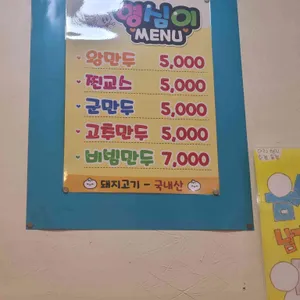 영심이
MENU
· 왕만두 5,000
· 찐교스 5,000
· 군만두 5,000
· 고추만두 5,000
· 비빔만두 7,000
돼지고기 - 국내산